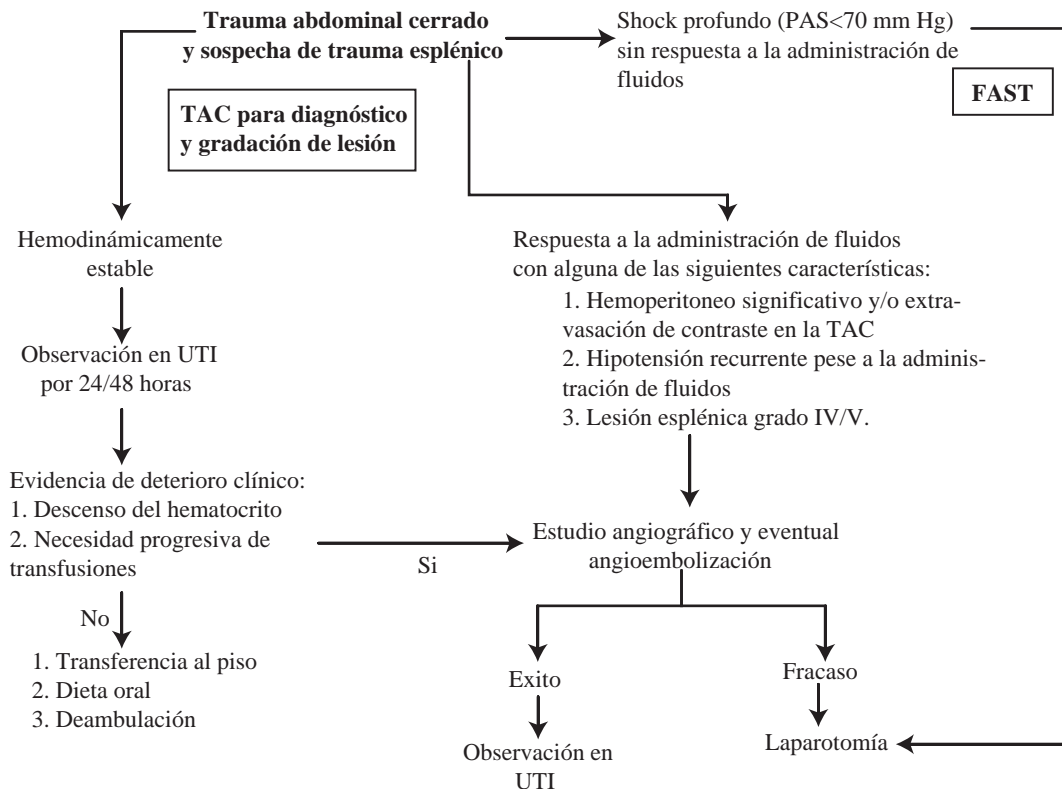 Trauma abdominal cerrado
y sospecha de trauma esplénico
Shock profundo (PAS<70 mm Hg)
sin respuesta a la administración de
fluidos
FAST
TAC para diagnóstico
y gradación de lesión
Hemodinámicamente
estable
Respuesta a la administración de fluidos
con alguna de las siguientes características:
1. Hemoperitoneo significativo y/o extra-
vasación de contraste en la TAC
2. Hipotensión recurrente pese a la adminis-
tración de fluidos
3. Lesión esplénica grado IV/V.
Observación en UTI
por 24/48 horas
Evidencia de deterioro clínico:
1. Descenso del hematocrito
2. Necesidad progresiva de
transfusiones
Si
Estudio angiográfico y eventual
angioembolización
No
1. Transferencia al piso
2. Dieta oral
3. Deambulación
Exito
Fracaso
Observación en
UTI
Laparotomía